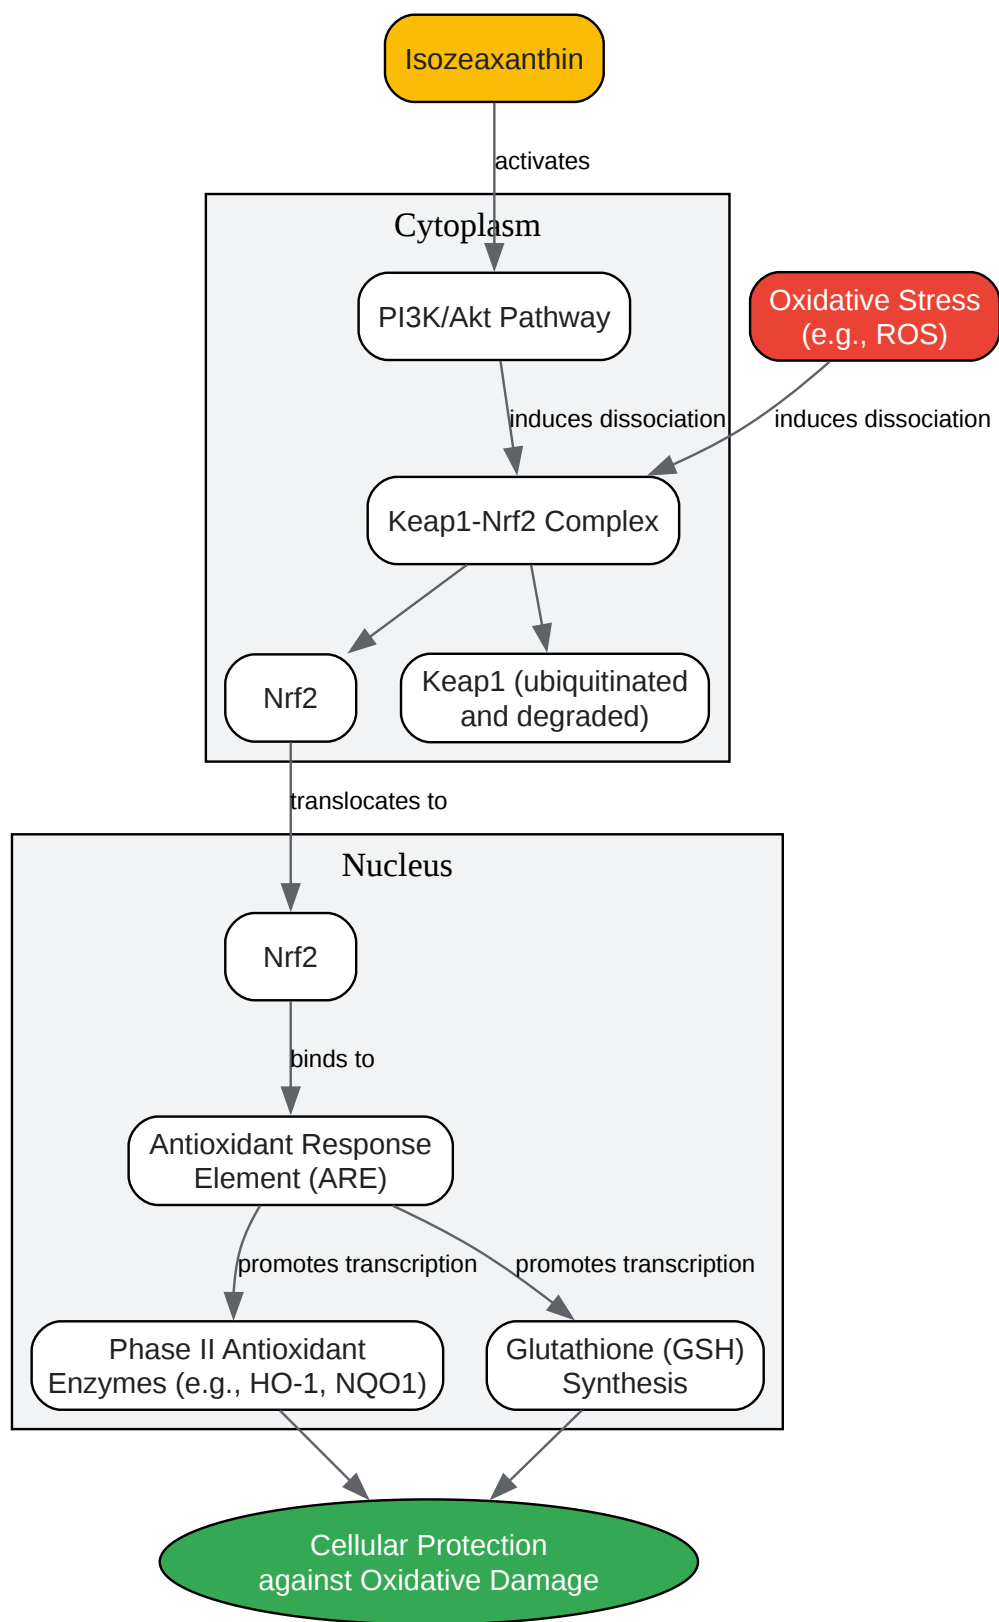 Isozeaxanthin
activates
Cytoplasm
PI3K/Akt Pathway
Oxidative Stress
(e.g., ROS)
induces dissociation
induces dissociation
Keap1-Nrf2 Complex
Nrf2
Keap1 (ubiquitinated
and degraded)
translocates to
Nucleus
Nrf2
binds to
Antioxidant Response
Element (ARE)
promotes transcription
promotes transcription
Phase II Antioxidant
Enzymes (e.g., HO-1, NQO1)
Glutathione (GSH)
Synthesis
Cellular Protection
against Oxidative Damage